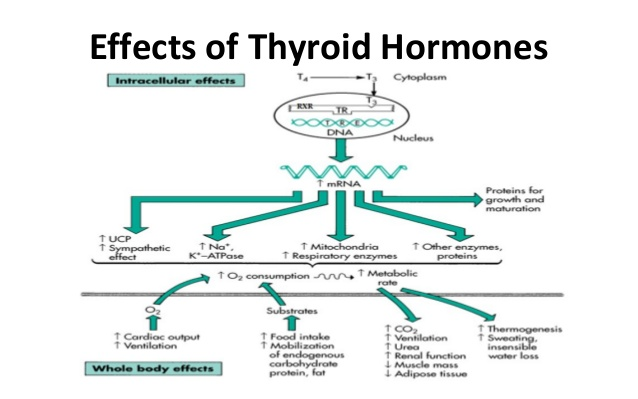 Effects of Thyroid Hormones
Intracellular effects
T4 T3 Cytoplasm
T3
RXR TR
T R E
DNA
Nucleus
↑ mRNA
Proteins for
growth and
maturation
↑ UCP
↑ Sympathetic
effect
↑ Na+,
K+–ATPase
↑ Mitochondria
↑ Respiratory enzymes
↑ Other enzymes,
proteins
↑ O2 consumption
↑ Metabolic
rate
O2
Substrates
↑ Cardiac output
↑ Ventilation
↑ Food intake
↑ Mobilization
of endogenous
carbohydrate
protein, fat
↑ CO2
↑ Ventilation
↑ Urea
↑ Renal function
↓ Muscle mass
↓ Adipose tissue
↑ Thermogenesis
↑ Sweating,
insensible
water loss
Whole body effects